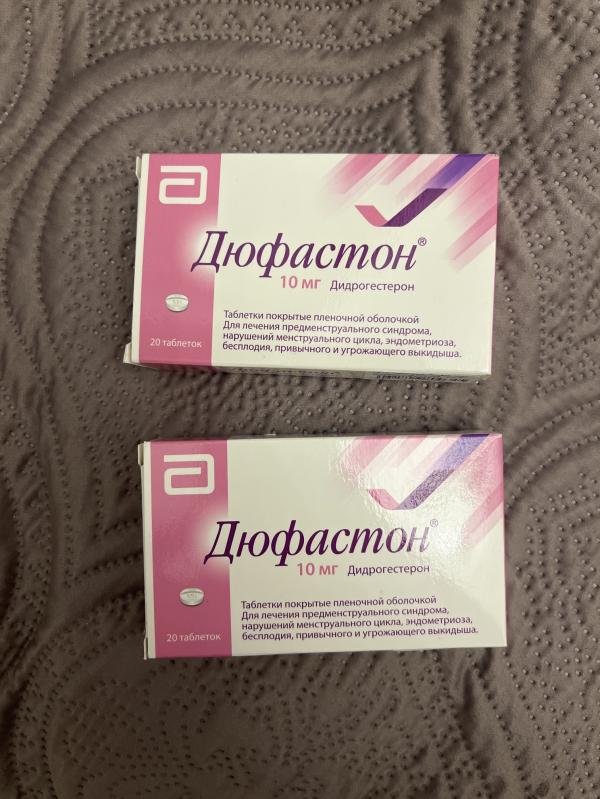 Дюфастон®
10 мг Дидрогестерон
Таблетки покрытые пленочной оболочкой
Для лечения предменструального синдрома,
нарушений менструального цикла, эндометриоза,
бесплодия, привычного и угрожающего выкидыша.
20 таблеток
Дюфастон®
10 мг Дидрогестерон
Таблетки покрытые пленочной оболочкой
Для лечения предменструального синдрома,
нарушений менструального цикла, эндометриоза,
бесплодия, привычного и угрожающего выкидыша.
20 таблеток